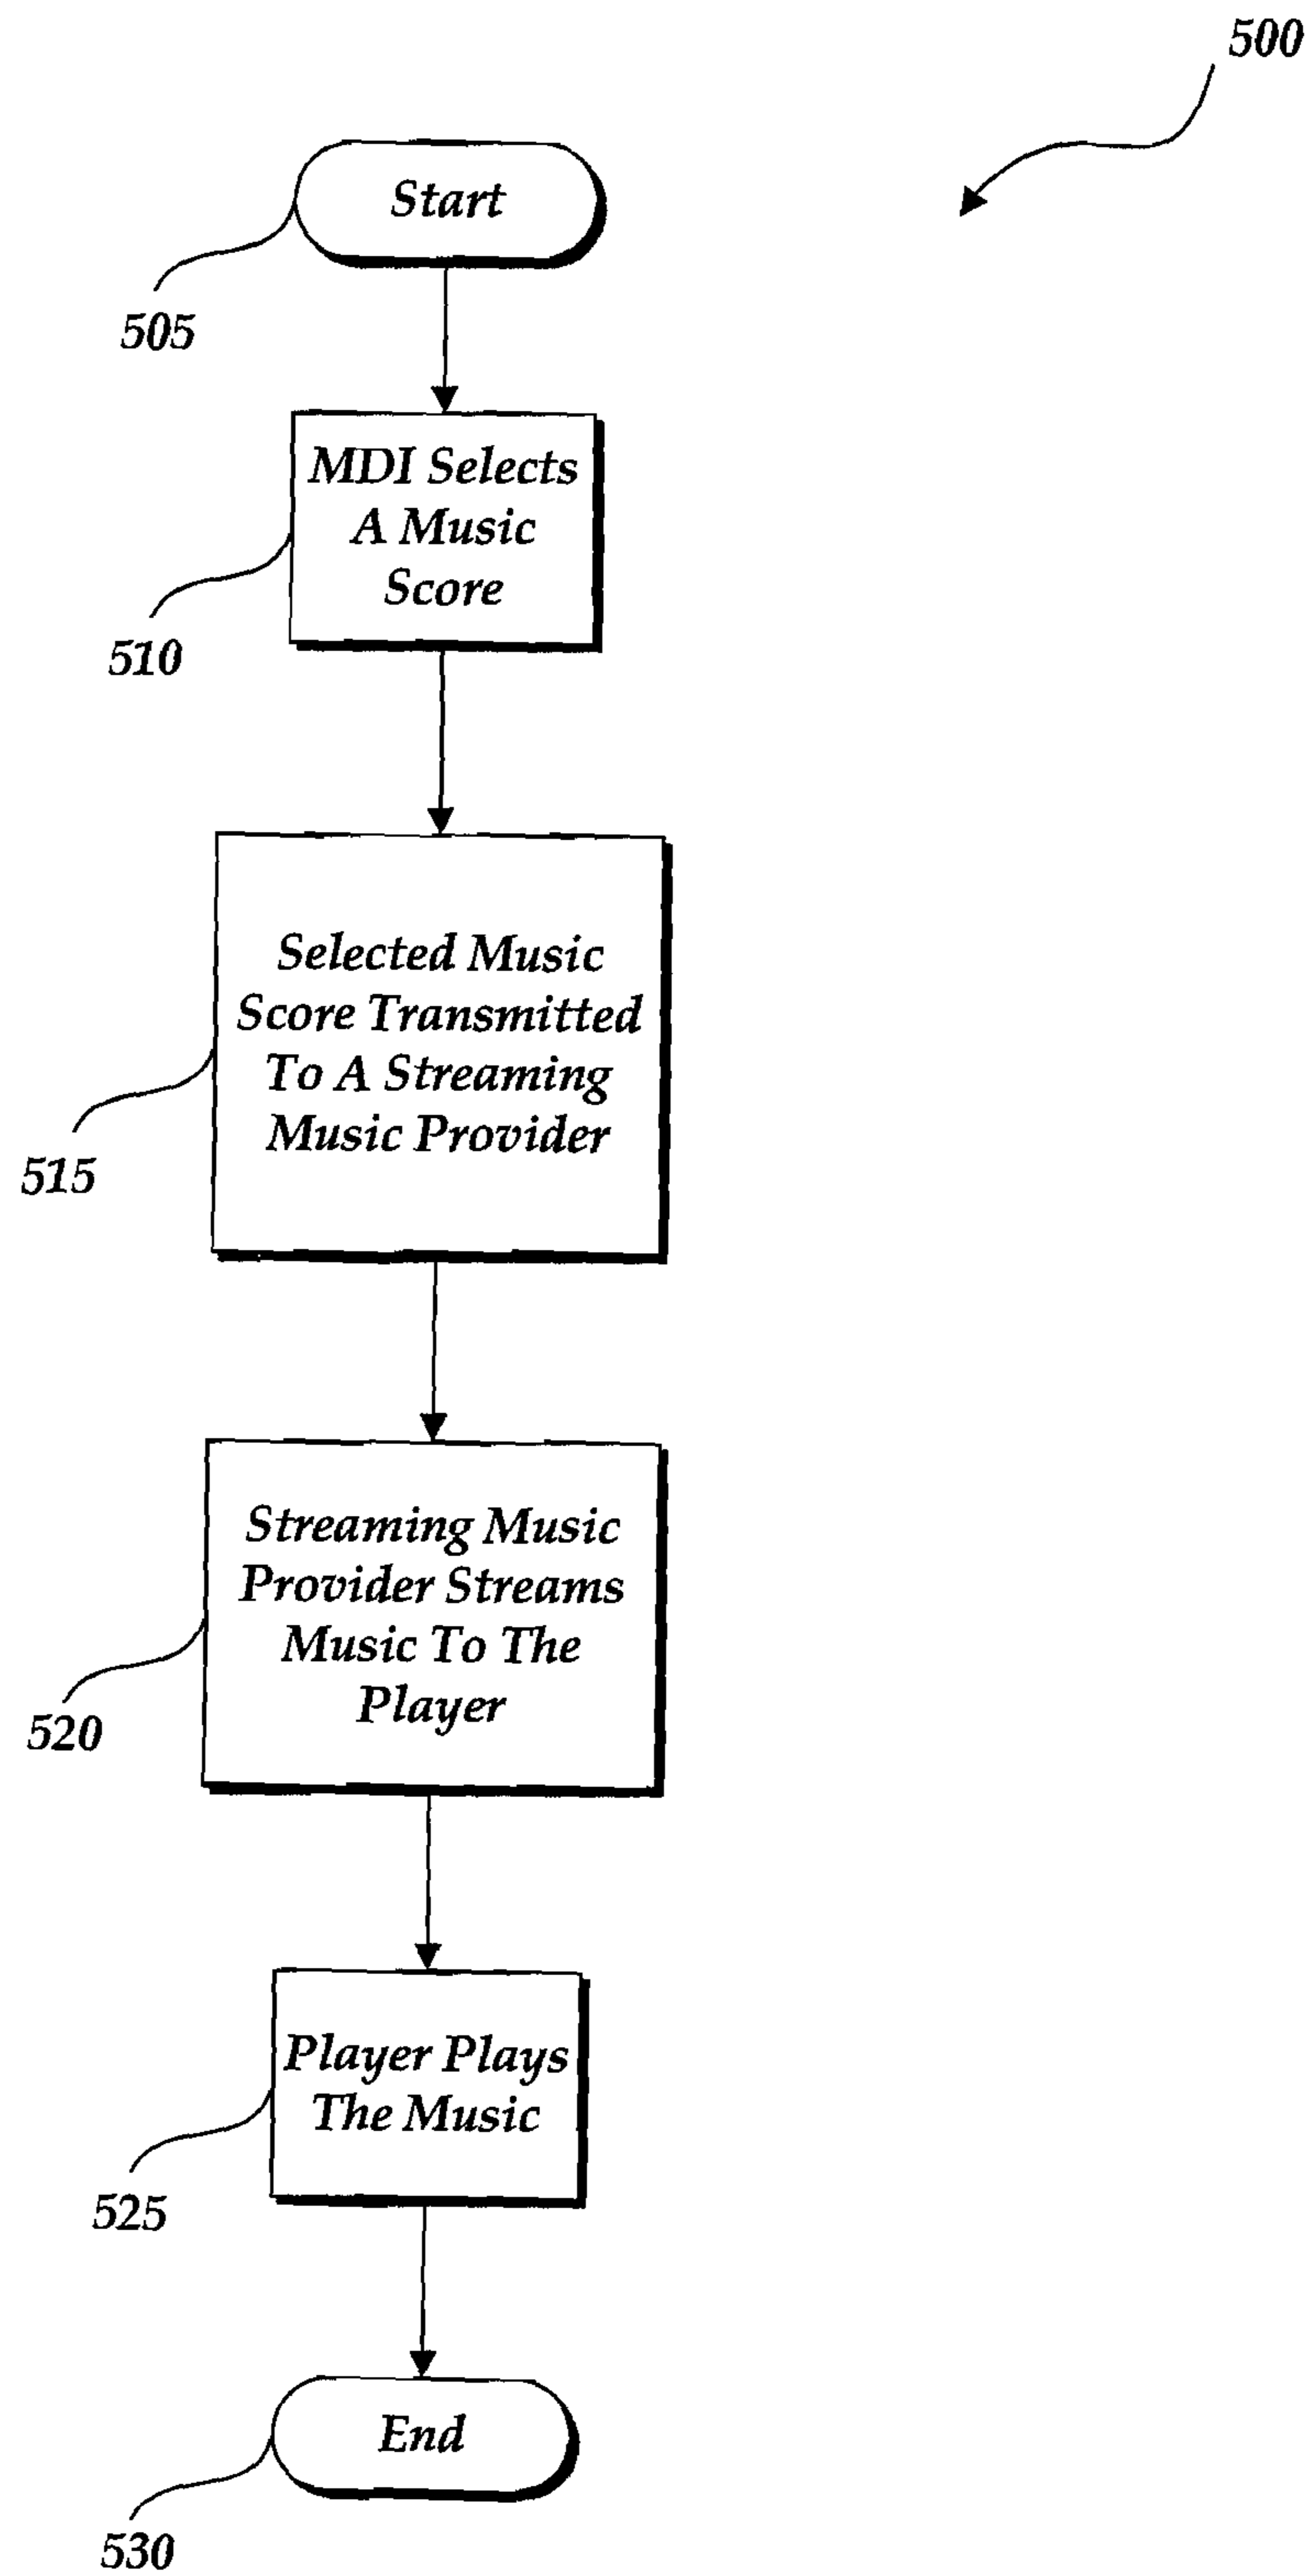 500
Start
505
MDI Selects
A Music
Score
510
Selected Music
Score Transmitted
To A Streaming
Music Provider
515
Streaming Music
Provider Streams
Music To The
Player
520
Player Plays
The Music
525
End
530